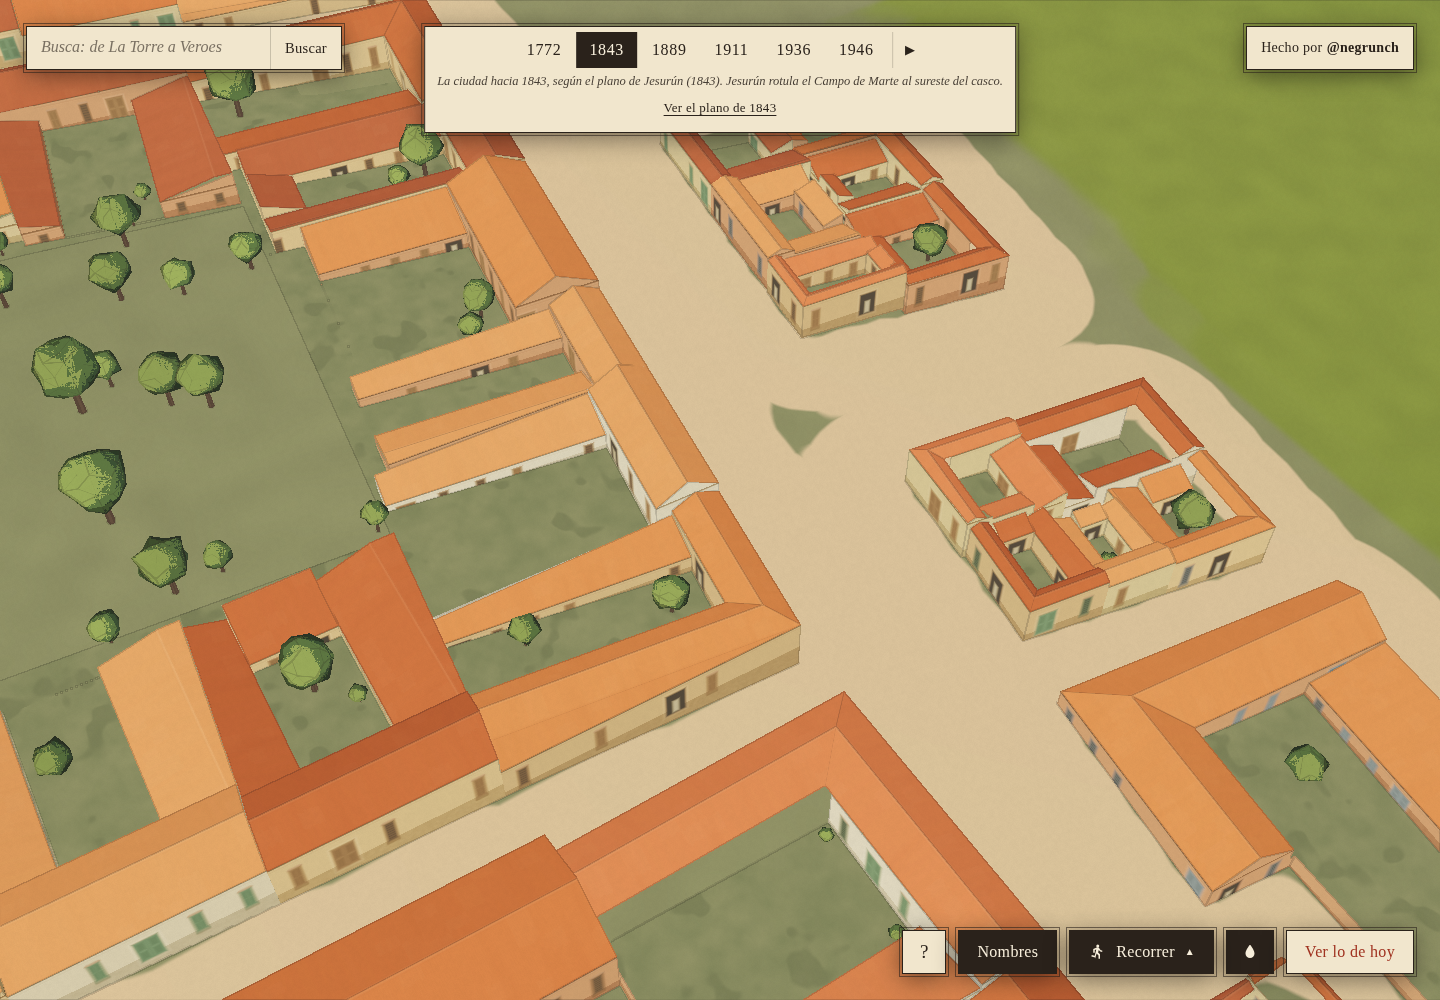 Busca: de La Torre a Veroes
Buscar
1772 1843 1889 1911 1936 1946 ▶
La ciudad hacia 1843, según el plano de Jesurún (1843). Jesurún rotula el Campo de Marte al sureste del casco.
Ver el plano de 1843
Hecho por @negrunch
? Nombres Recorrer ▲ Ver lo de hoy